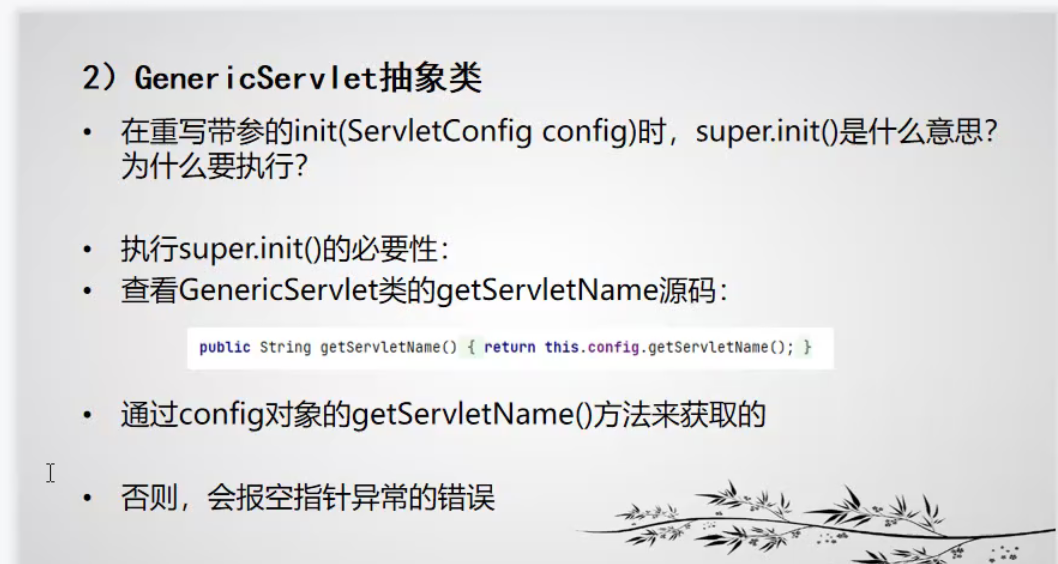 2）GenericServlet抽象类
• 在重写带参的init(ServletConfig config)时，super.init()是什么意思？
为什么要执行？
• 执行super.init()的必要性：
• 查看GenericServlet类的getServletName源码：
public String getServletName() { return this.config.getServletName(); }
• 通过config对象的getServletName()方法来获取的
• 否则，会报空指针异常的错误